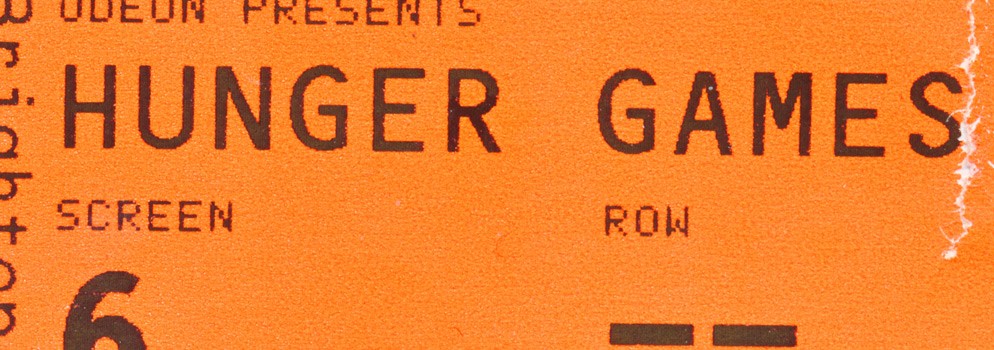 ODEON PRESENTS
HUNGER GAMES
SCREEN ROW
6 --
Brighton